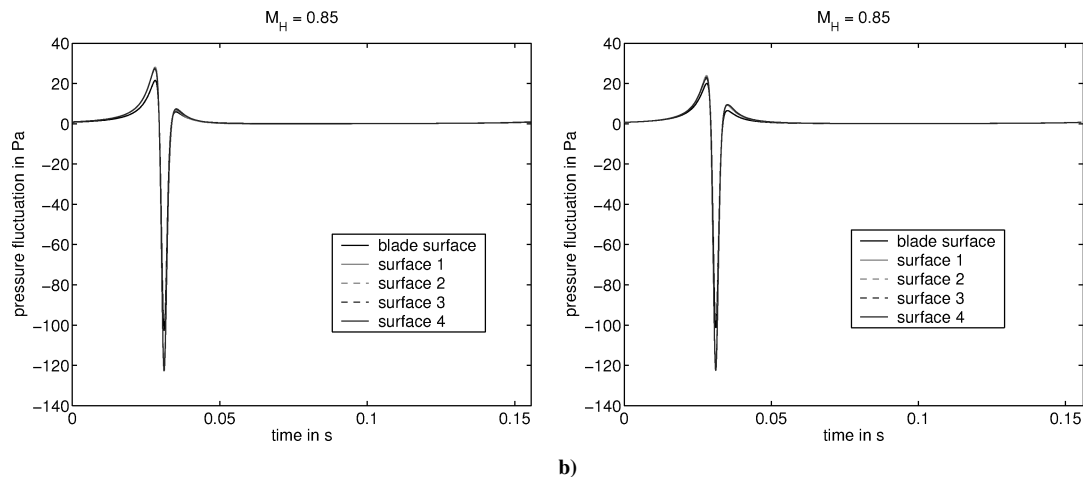 M_H = 0.85
40
20
0
−20
−40
−60
−80
−100
−120
−140
pressure fluctuation in Pa
blade surface
surface 1
surface 2
surface 3
surface 4
0
0.05
0.1
0.15
time in s
M_H = 0.85
40
20
0
−20
−40
−60
−80
−100
−120
−140
pressure fluctuation in Pa
blade surface
surface 1
surface 2
surface 3
surface 4
0
0.05
0.1
0.15
time in s
b)